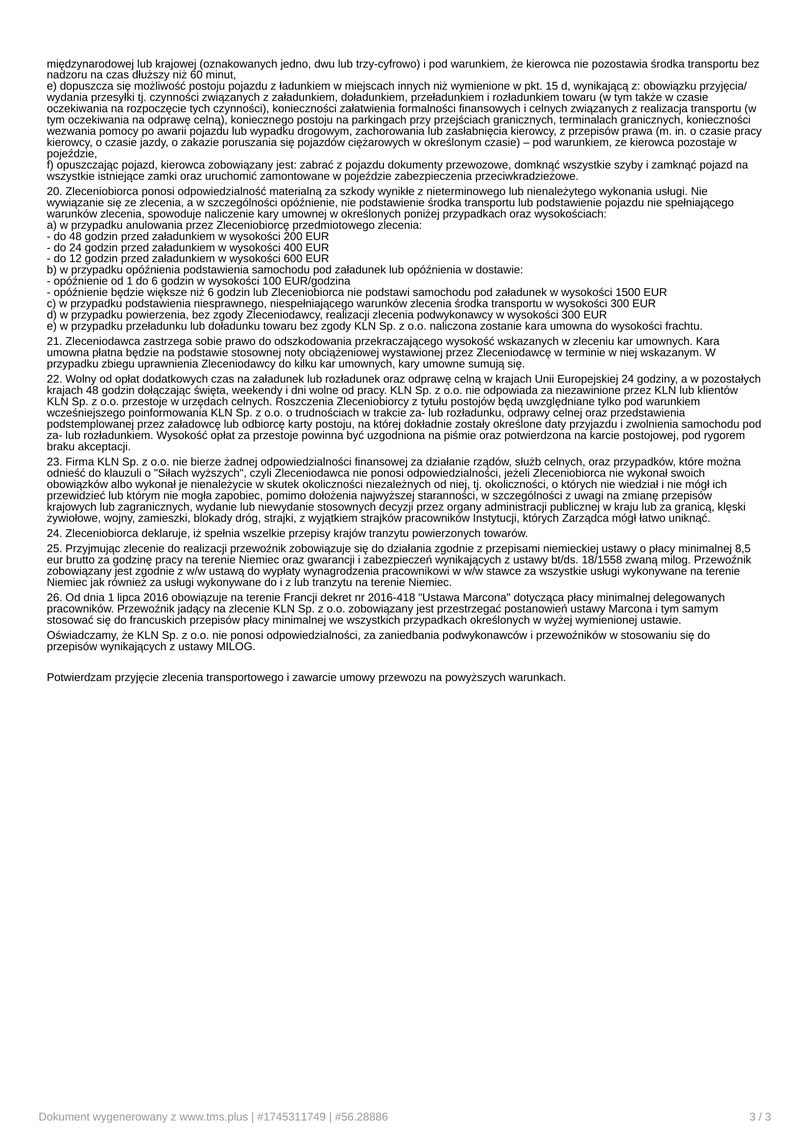 międzynarodowej lub krajowej (oznakowanych jedno, dwu lub trzy-cyfrowo) i pod warunkiem, że kierowca nie pozostawia środka transportu bez
nadzoru na czas dłuższy niż 60 minut,
e) dopuszcza się możliwość postoju pojazdu z ładunkiem w miejscach innych niż wymienione w pkt. 15 d, wynikającą z: obowiązku przyjęcia/
wydania przesyłki tj. czynności związanych z załadunkiem, doładunkiem, przeładunkiem i rozładunkiem towaru (w tym także w czasie
oczekiwania na rozpoczęcie tych czynności), konieczności załatwienia formalności finansowych i celnych związanych z realizacja transportu (w
tym oczekiwania na odprawę celną), koniecznego postoju na parkingach przy przejściach granicznych, terminalach granicznych, konieczności
wezwania pomocy po awarii pojazdu lub wypadku drogowym, zachorowania lub zasłabnięcia kierowcy, z przepisów prawa (m. in. o czasie pracy
kierowcy, o czasie jazdy, o zakazie poruszania się pojazdów ciężarowych w określonym czasie) – pod warunkiem, ze kierowca pozostaje w
pojeździe,
f) opuszczając pojazd, kierowca zobowiązany jest: zabrać z pojazdu dokumenty przewozowe, domknąć wszystkie szyby i zamknąć pojazd na
wszystkie istniejące zamki oraz uruchomić zamontowane w pojeździe zabezpieczenia przeciwkradzieżowe.
20. Zleceniobiorca ponosi odpowiedzialność materialną za szkody wynikłe z nieterminowego lub nienależytego wykonania usługi. Nie
wywiązanie się ze zlecenia, a w szczególności opóźnienie, nie podstawienie środka transportu lub podstawienie pojazdu nie spełniającego
warunków zlecenia, spowoduje naliczenie kary umownej w określonych poniżej przypadkach oraz wysokościach:
a) w przypadku anulowania przez Zleceniobiorcę przedmiotowego zlecenia:
- do 48 godzin przed załadunkiem w wysokości 200 EUR
- do 24 godzin przed załadunkiem w wysokości 400 EUR
- do 12 godzin przed załadunkiem w wysokości 600 EUR
b) w przypadku opóźnienia podstawienia samochodu pod załadunek lub opóźnienia w dostawie:
- opóźnienie od 1 do 6 godzin w wysokości 100 EUR/godzina
- opóźnienie będzie większe niż 6 godzin lub Zleceniobiorca nie podstawi samochodu pod załadunek w wysokości 1500 EUR
c) w przypadku podstawienia niesprawnego, niespełniającego warunków zlecenia środka transportu w wysokości 300 EUR
d) w przypadku powierzenia, bez zgody Zleceniodawcy, realizacji zlecenia podwykonawcy w wysokości 300 EUR
e) w przypadku przeładunku lub doładunku towaru bez zgody KLN Sp. z o.o. naliczona zostanie kara umowna do wysokości frachtu.
21. Zleceniodawca zastrzega sobie prawo do odszkodowania przekraczającego wysokość wskazanych w zleceniu kar umownych. Kara
umowna płatna będzie na podstawie stosownej noty obciążeniowej wystawionej przez Zleceniodawcę w terminie w niej wskazanym. W
przypadku zbiegu uprawnienia Zleceniodawcy do kilku kar umownych, kary umowne sumują się.
22. Wolny od opłat dodatkowych czas na załadunek lub rozładunek oraz odprawę celną w krajach Unii Europejskiej 24 godziny, a w pozostałych
krajach 48 godzin dołączając święta, weekendy i dni wolne od pracy. KLN Sp. z o.o. nie odpowiada za niezawinione przez KLN lub klientów
KLN Sp. z o.o. przestoje w urzędach celnych. Roszczenia Zleceniobiorcy z tytułu postojów będą uwzględniane tylko pod warunkiem
wcześniejszego poinformowania KLN Sp. z o.o. o trudnościach w trakcie za- lub rozładunku, odprawy celnej oraz przedstawienia
podstemplowanej przez załadowcę lub odbiorcę karty postoju, na której dokładnie zostały określone daty przyjazdu i zwolnienia samochodu pod
za- lub rozładunkiem. Wysokość opłat za przestoje powinna być uzgodniona na piśmie oraz potwierdzona na karcie postojowej, pod rygorem
braku akceptacji.
23. Firma KLN Sp. z o.o. nie bierze żadnej odpowiedzialności finansowej za działanie rządów, służb celnych, oraz przypadków, które można
odnieść do klauzuli o "Siłach wyższych", czyli Zleceniodawca nie ponosi odpowiedzialności, jeżeli Zleceniobiorca nie wykonał swoich
obowiązków albo wykonał je nienależycie w skutek okoliczności niezależnych od niej, tj. okoliczności, o których nie wiedział i nie mógł ich
przewidzieć lub którym nie mogła zapobiec, pomimo dołożenia najwyższej staranności, w szczególności z uwagi na zmianę przepisów
krajowych lub zagranicznych, wydanie lub niewydanie stosownych decyzji przez organy administracji publicznej w kraju lub za granicą, klęski
żywiołowe, wojny, zamieszki, blokady dróg, strajki, z wyjątkiem strajków pracowników Instytucji, których Zarządca mógł łatwo uniknąć.
24. Zleceniobiorca deklaruje, iż spełnia wszelkie przepisy krajów tranzytu powierzonych towarów.
25. Przyjmując zlecenie do realizacji przewoźnik zobowiązuje się do działania zgodnie z przepisami niemieckiej ustawy o płacy minimalnej 8,5
eur brutto za godzinę pracy na terenie Niemiec oraz gwarancji i zabezpieczeń wynikających z ustawy bt/ds. 18/1558 zwaną milog. Przewoźnik
zobowiązany jest zgodnie z w/w ustawą do wypłaty wynagrodzenia pracownikowi w w/w stawce za wszystkie usługi wykonywane na terenie
Niemiec jak również za usługi wykonywane do i z lub tranzytu na terenie Niemiec.
26. Od dnia 1 lipca 2016 obowiązuje na terenie Francji dekret nr 2016-418 "Ustawa Marcona" dotycząca płacy minimalnej delegowanych
pracowników. Przewoźnik jadący na zlecenie KLN Sp. z o.o. zobowiązany jest przestrzegać postanowień ustawy Marcona i tym samym
stosować się do francuskich przepisów płacy minimalnej we wszystkich przypadkach określonych w wyżej wymienionej ustawie.
Oświadczamy, że KLN Sp. z o.o. nie ponosi odpowiedzialności, za zaniedbania podwykonawców i przewoźników w stosowaniu się do
przepisów wynikających z ustawy MILOG.
Potwierdzam przyjęcie zlecenia transportowego i zawarcie umowy przewozu na powyższych warunkach.
Dokument wygenerowany z www.tms.plus | #1745311749 | #56.28886
3 / 3